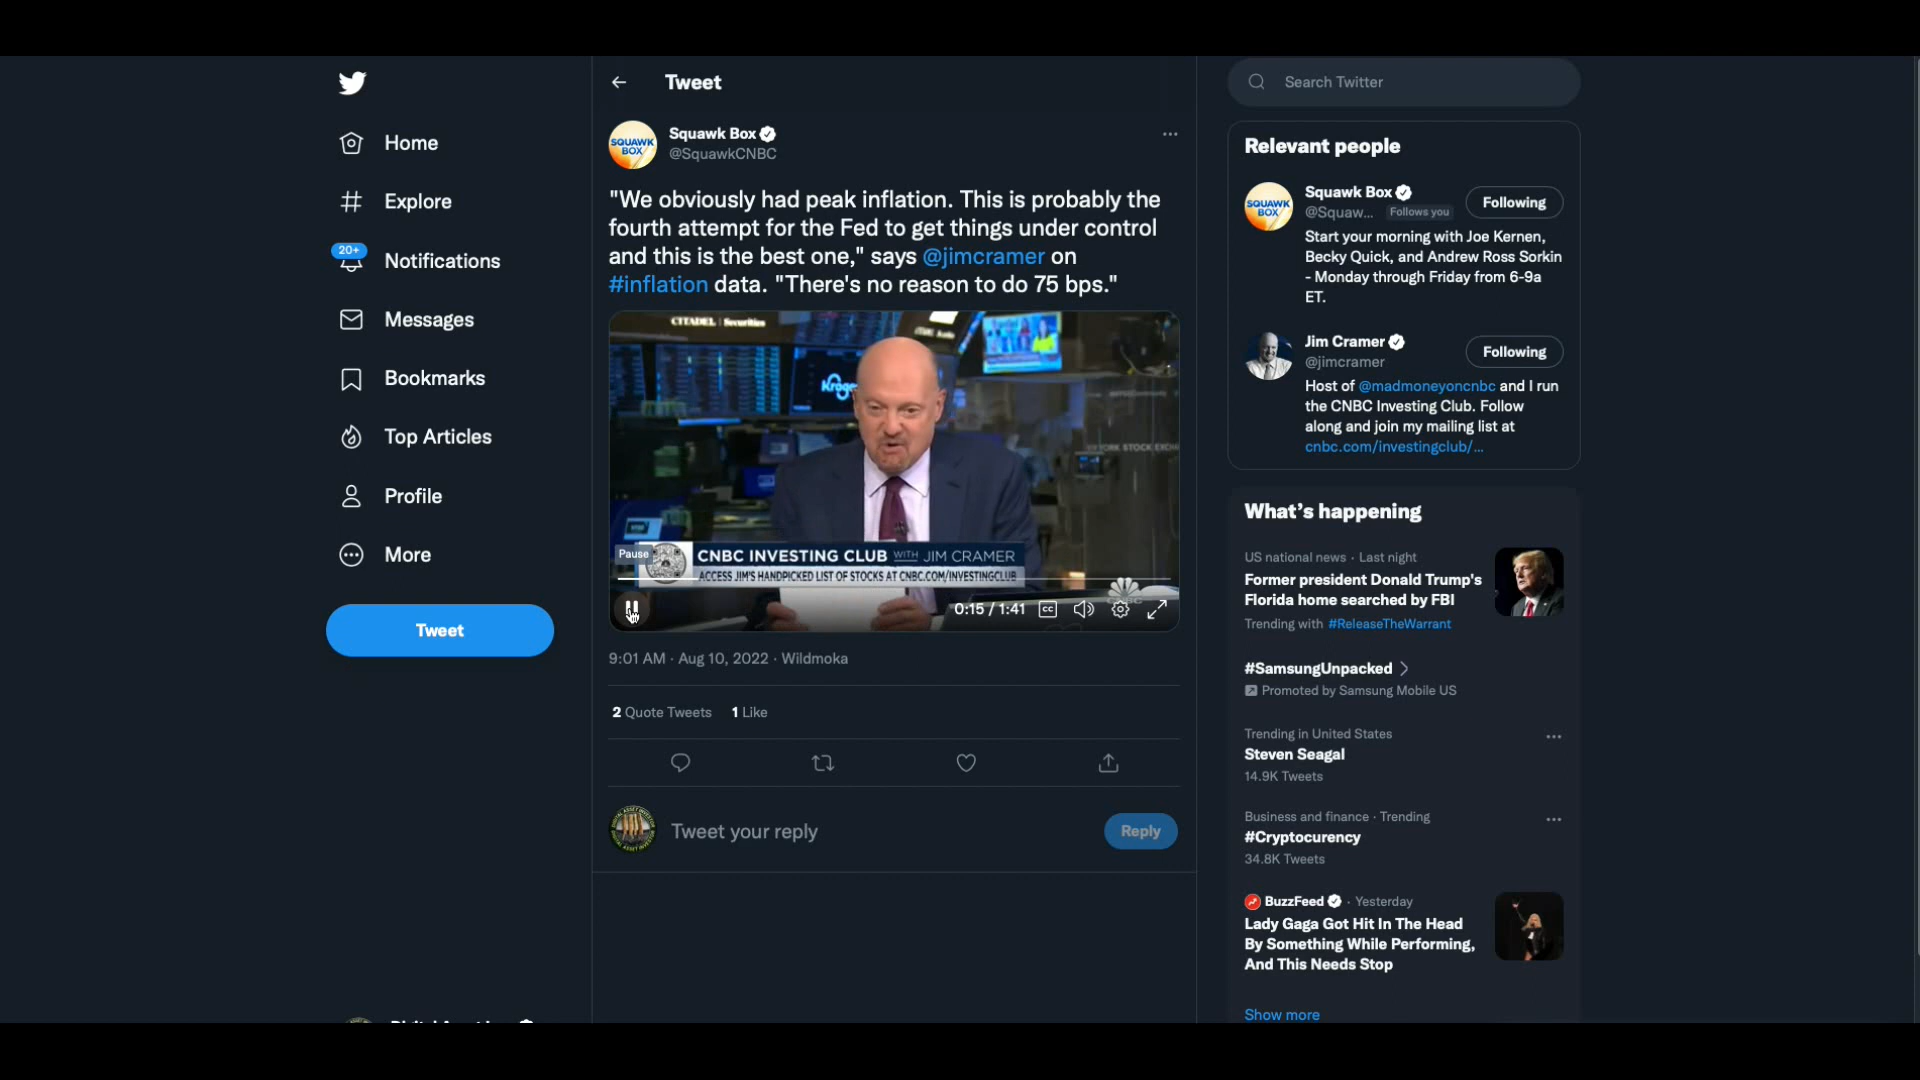 Home
Explore
20+
Notifications
Messages
Bookmarks
Top Articles
Profile
More
Tweet
Tweet
Squawk Box
@SquawkCNBC
SQUAWK
BOX
"We obviously had peak inflation. This is probably the
fourth attempt for the Fed to get things under control
and this is the best one," says @jimcramer on
#inflation data. "There's no reason to do 75 bps."
CITADEL | Securities
Kroger
Pause
CNBC INVESTING CLUB WITH JIM CRAMER
ACCESS JIM'S HANDPICKED LIST OF STOCKS AT CNBC.COM/INVESTINGCLUB
0:15 / 1:41
CC
9:01 AM · Aug 10, 2022 · Wildmoka
2 Quote Tweets 1 Like
Tweet your reply
Reply
Search Twitter
Relevant people
SQUAWK
BOX
Squawk Box
@Squaw... Follows you
Following
Start your morning with Joe Kernen,
Becky Quick, and Andrew Ross Sorkin
- Monday through Friday from 6-9a
ET.
Jim Cramer
@jimcramer
Following
Host of @madmoneyoncnbc and I run
the CNBC Investing Club. Follow
along and join my mailing list at
cnbc.com/investingclub/...
What's happening
US national news · Last night
Former president Donald Trump's
Florida home searched by FBI
Trending with #ReleaseTheWarrant
#SamsungUnpacked
Promoted by Samsung Mobile US
Trending in United States
Steven Seagal
14.9K Tweets
Business and finance · Trending
#Cryptocurency
34.8K Tweets
BuzzFeed · Yesterday
Lady Gaga Got Hit In The Head
By Something While Performing,
And This Needs Stop
Show more